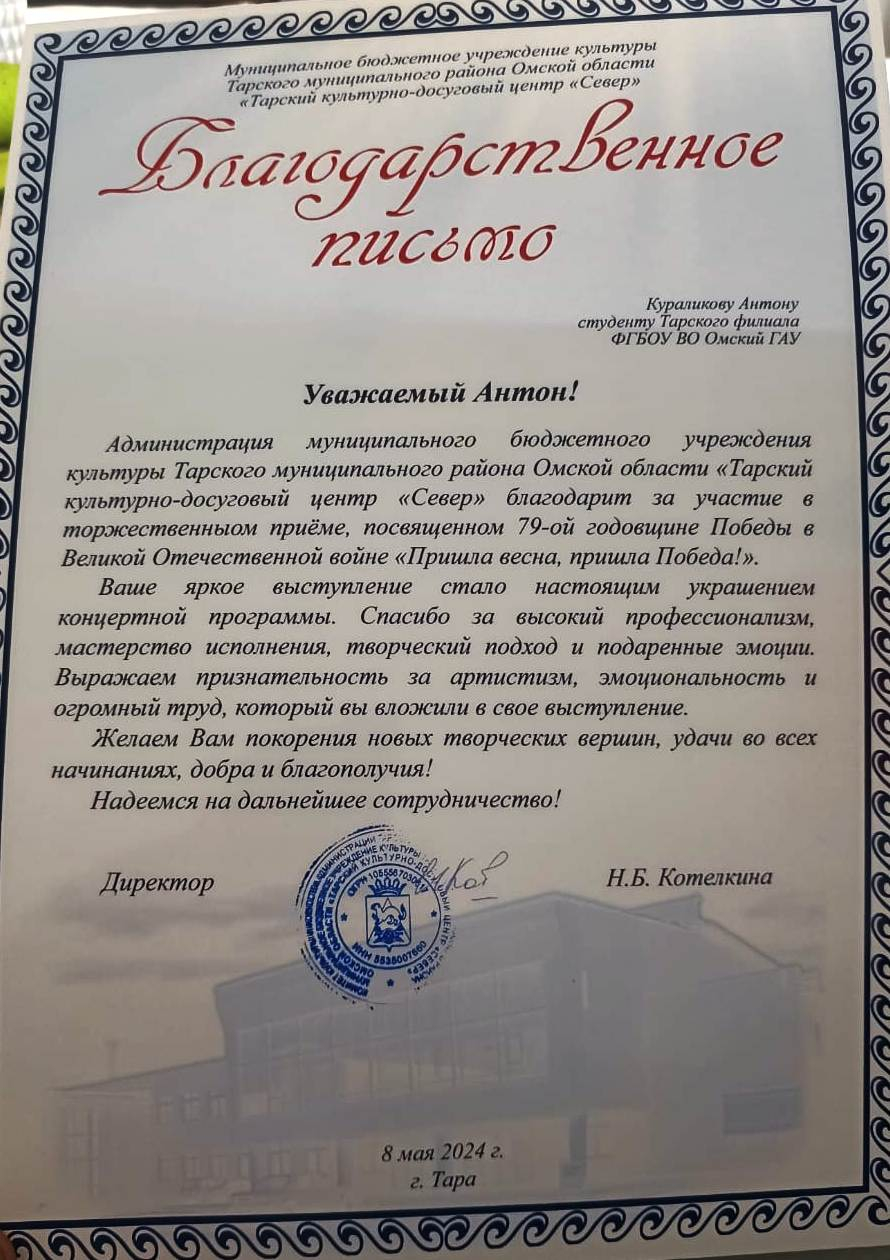 Муниципальное бюджетное учреждение культуры
Тарского муниципального района Омской области
«Тарский культурно-досуговый центр «Север»
Благодарственное
письмо
Кураликову Антону
студенту Тарского филиала
ФГБОУ ВО Омский ГАУ
Уважаемый Антон!
Администрация муниципального бюджетного учреждения
культуры Тарского муниципального района Омской области «Тарский
культурно-досуговый центр «Север» благодарит за участие в
торжественныом приёме, посвященном 79-ой годовщине Победы в
Великой Отечественной войне «Пришла весна, пришла Победа!».
Ваше яркое выступление стало настоящим украшением
концертной программы. Спасибо за высокий профессионализм,
мастерство исполнения, творческий подход и подаренные эмоции.
Выражаем признательность за артистизм, эмоциональность и
огромный труд, который вы вложили в свое выступление.
Желаем Вам покорения новых творческих вершин, удачи во всех
начинаниях, добра и благополучия!
Надеемся на дальнейшее сотрудничество!
Директор
Н.Б. Котелкина
ИНН 5535007660
8 мая 2024 г.
г. Тара